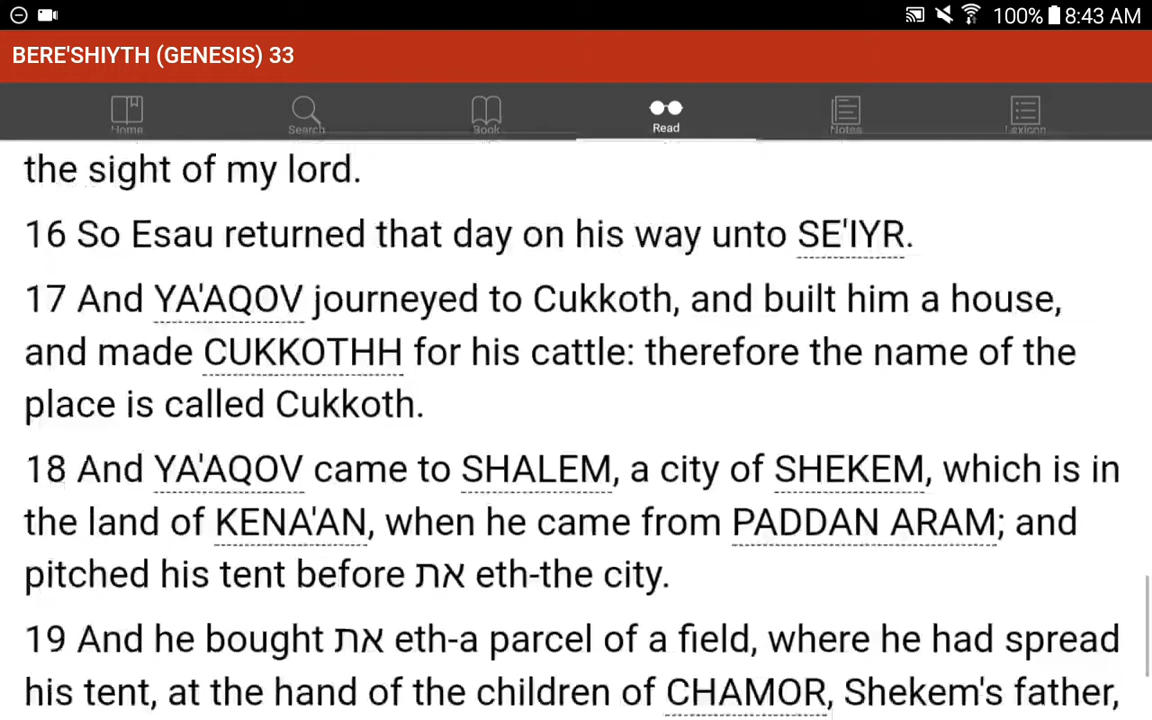 100% 8:43 AM
BERE'SHIYTH (GENESIS) 33
Home Search Book Read Notes Lexicon
the sight of my lord.
16 So Esau returned that day on his way unto SE'IYR.
17 And YA'AQOV journeyed to Cukkoth, and built him a house,
and made CUKKOTHH for his cattle: therefore the name of the
place is called Cukkoth.
18 And YA'AQOV came to SHALEM, a city of SHEKEM, which is in
the land of KENA'AN, when he came from PADDAN ARAM; and
pitched his tent before את eth-the city.
19 And he bought את eth-a parcel of a field, where he had spread
his tent, at the hand of the children of CHAMOR, Shekem's father,